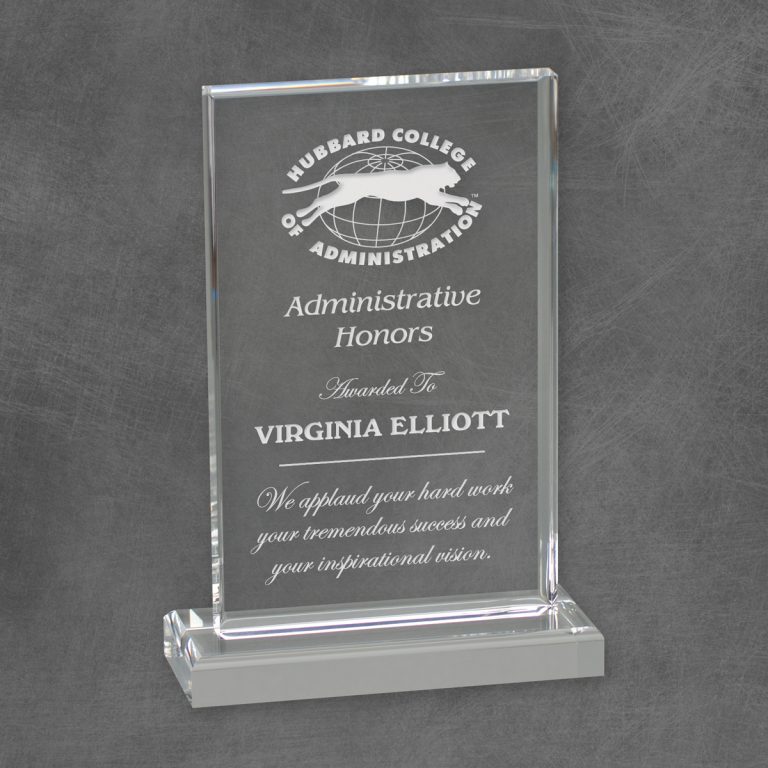 HUBBARD COLLEGE
OF ADMINISTRATION
™
Administrative
Honors
Awarded To
VIRGINIA ELLIOTT
We applaud your hard work
your tremendous success and
your inspirational vision.